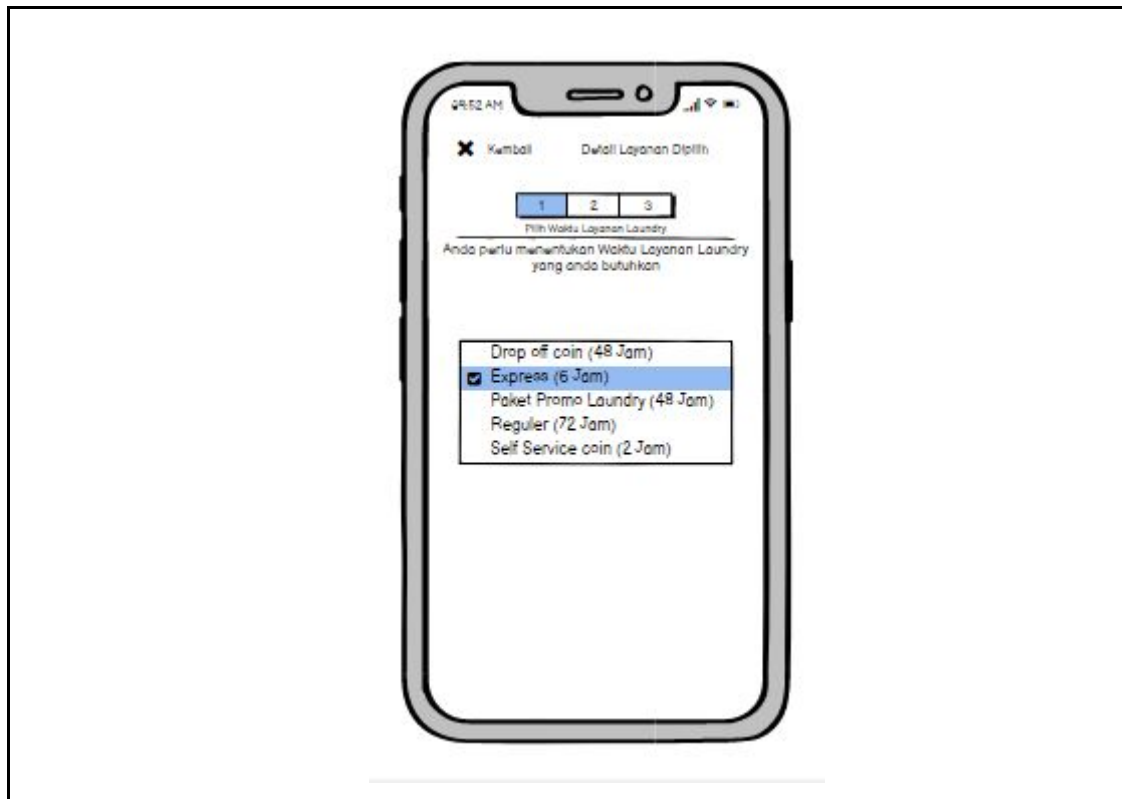 09:52 AM
Kembali Detail Layanan Dipilih
1 2 3
Pilih Waktu Layanan Laundry
Anda perlu menentukan Waktu Layanan Laundry
yang anda butuhkan
Drop off coin (48 Jam)
Express (6 Jam)
Paket Promo Laundry (48 Jam)
Reguler (72 Jam)
Self Service coin (2 Jam)